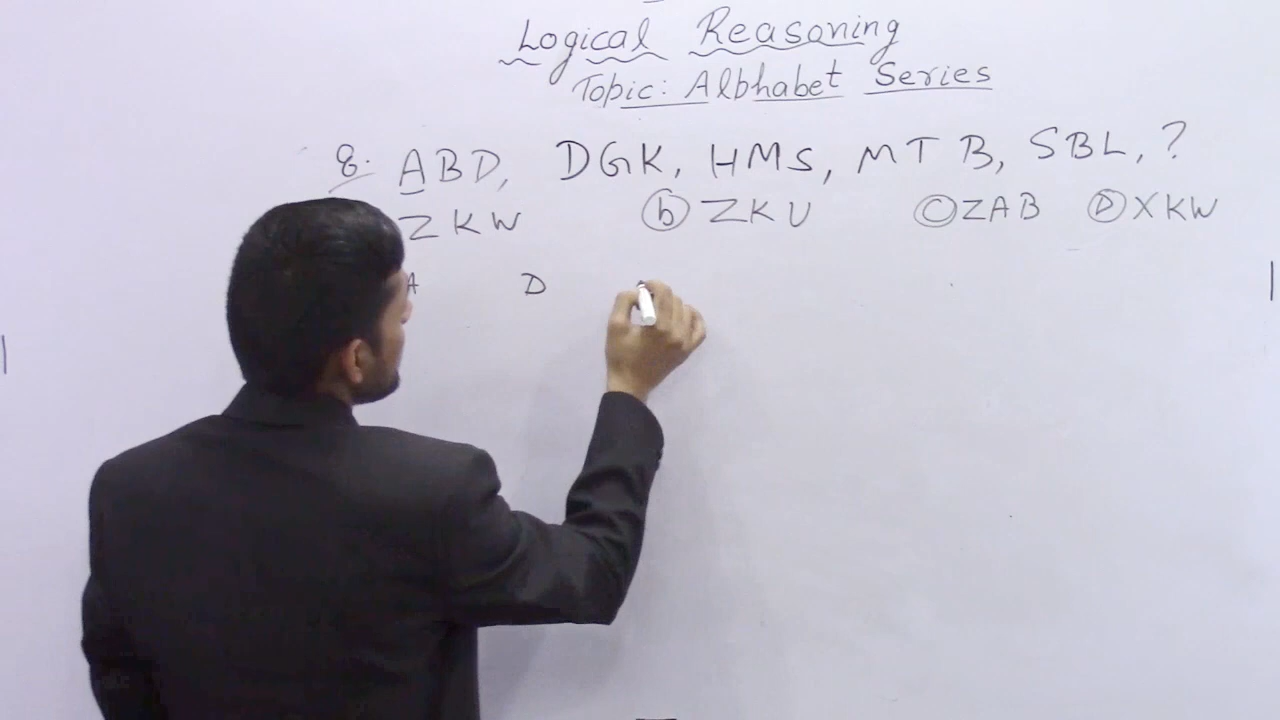 Logical Reasoning
Topic: Albhabet Series
8. ABD, DGK, HMS, MTB, SBL, ?
ZKW (b) ZKU (C) ZAB (D) XKW
A D